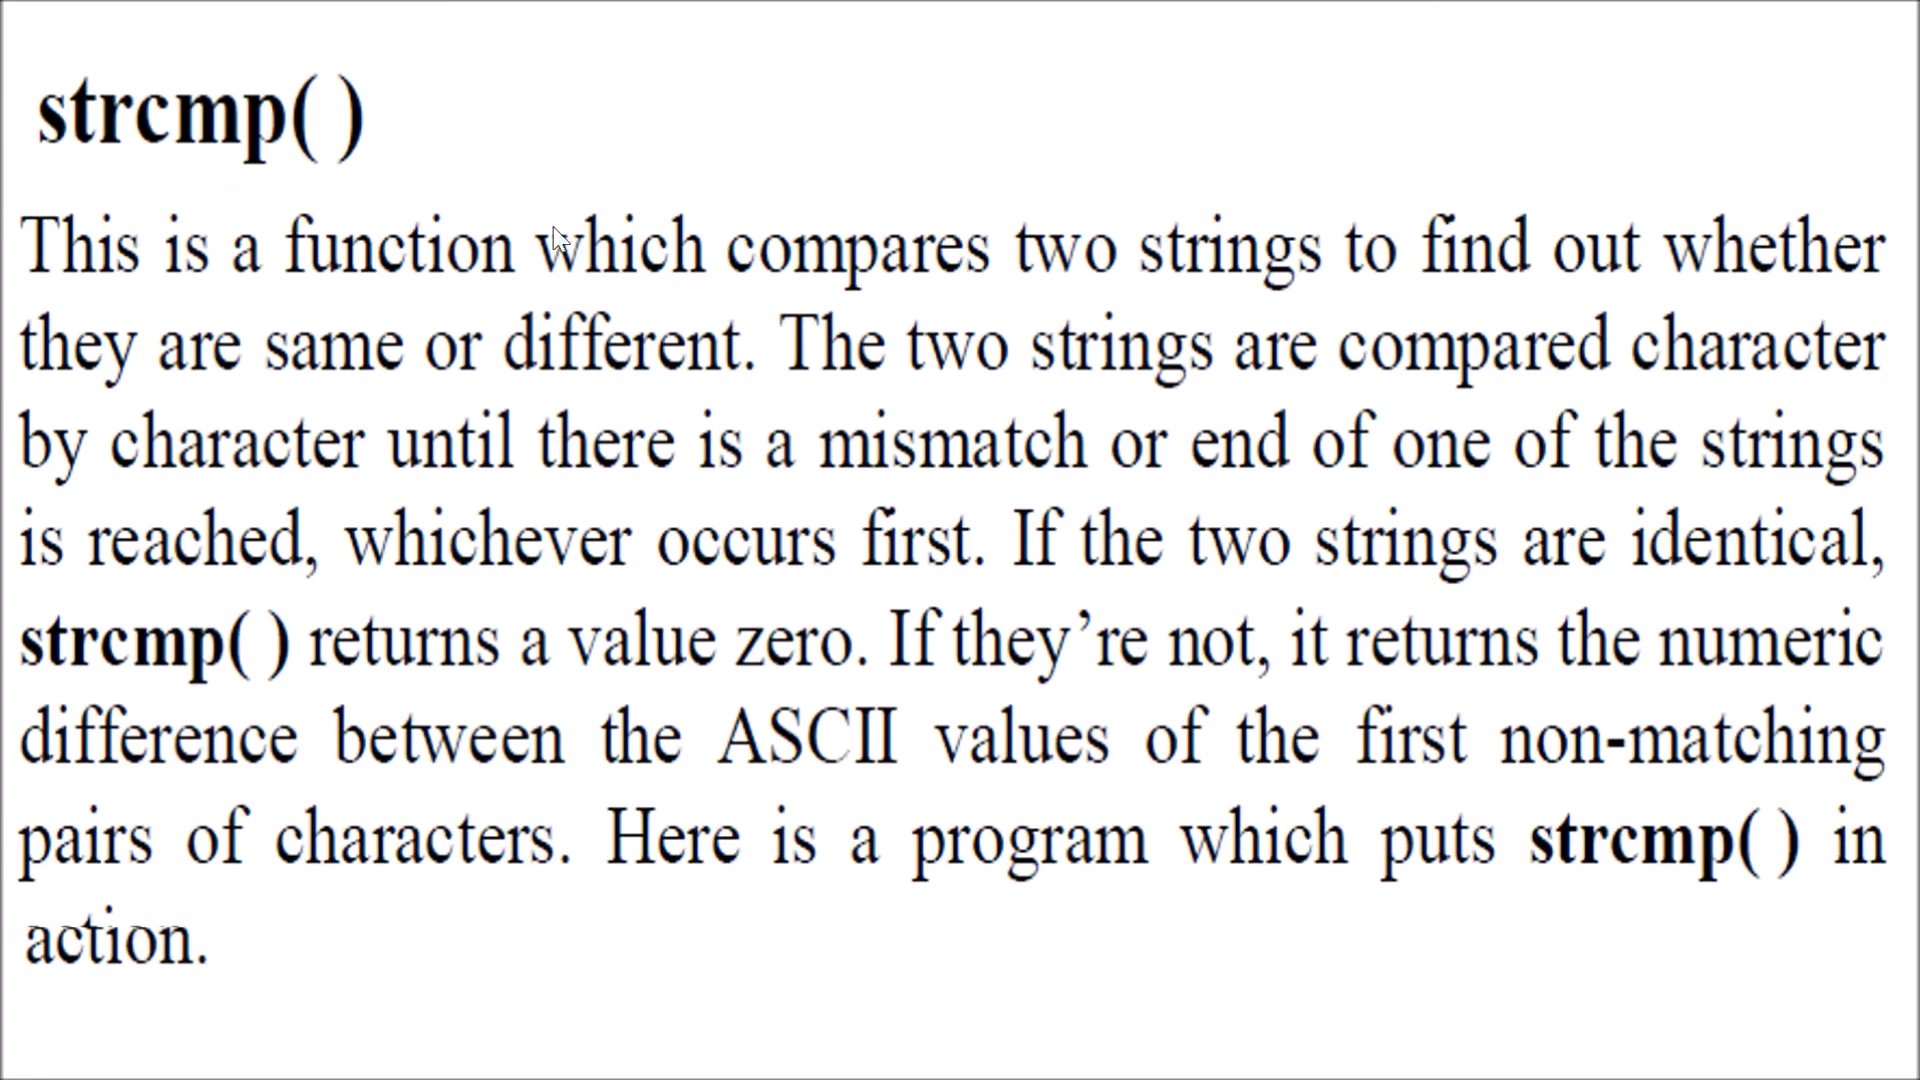 strcmp( )
This is a function which compares two strings to find out whether
they are same or different. The two strings are compared character
by character until there is a mismatch or end of one of the strings
is reached, whichever occurs first. If the two strings are identical,
strcmp( ) returns a value zero. If they’re not, it returns the numeric
difference between the ASCII values of the first non-matching
pairs of characters. Here is a program which puts strcmp( ) in
action.